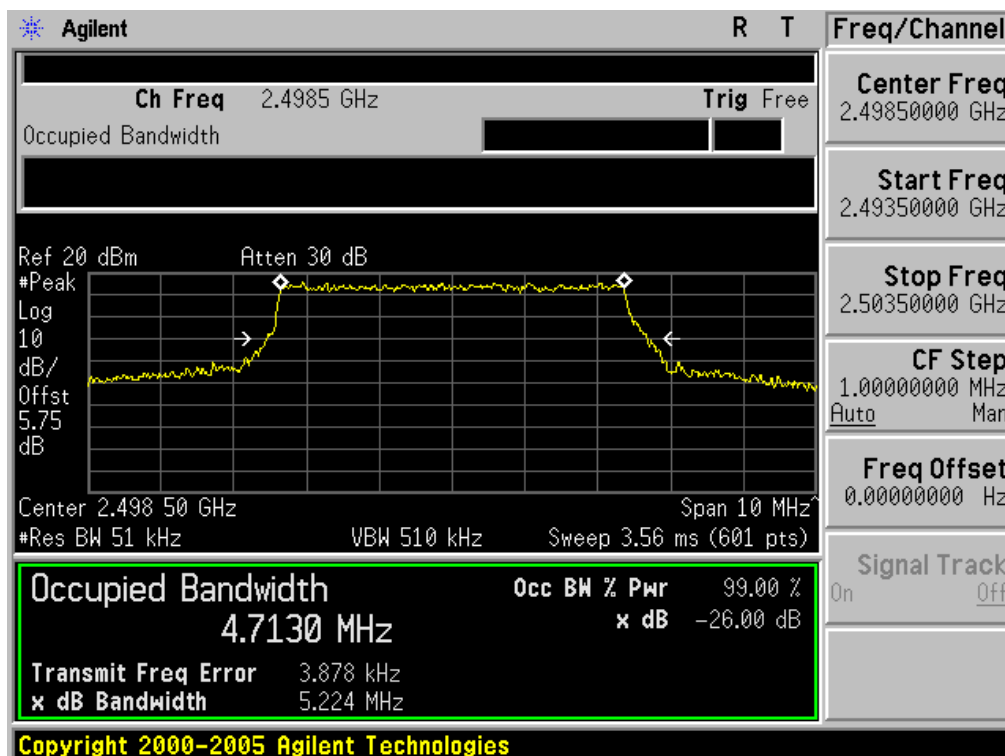 Agilent R T Freq/Channel
Ch Freq 2.4985 GHz Trig Free
Occupied Bandwidth
Center Freq
2.49850000 GHz
Start Freq
2.49350000 GHz
Stop Freq
2.50350000 GHz
CF Step
1.00000000 MHz
Auto Man
Freq Offset
0.00000000 Hz
Signal Track
On Off
Ref 20 dBm Atten 30 dB
#Peak
Log
10
dB/
Offst
5.75
dB
Center 2.498 50 GHz Span 10 MHz^
#Res BW 51 kHz VBW 510 kHz Sweep 3.56 ms (601 pts)
Occupied Bandwidth
4.7130 MHz
Occ BW % Pwr 99.00 %
x dB -26.00 dB
Transmit Freq Error 3.878 kHz
x dB Bandwidth 5.224 MHz
Copyright 2000-2005 Agilent Technologies